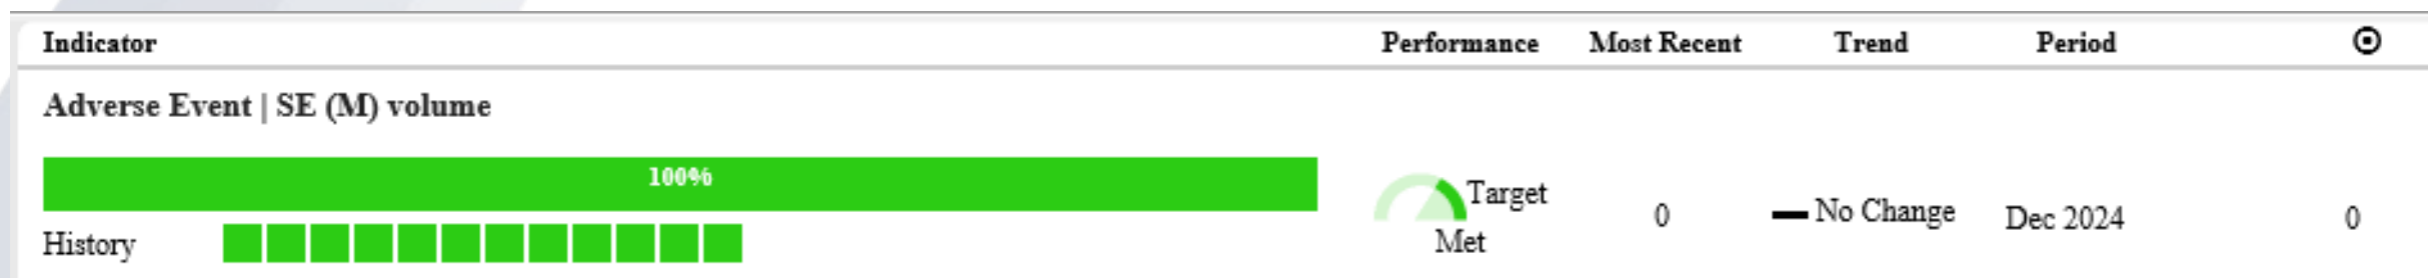 Indicator Performance Most Recent Trend Period
Adverse Event | SE (M) volume
100%
Target Met 0 No Change Dec 2024 0
History